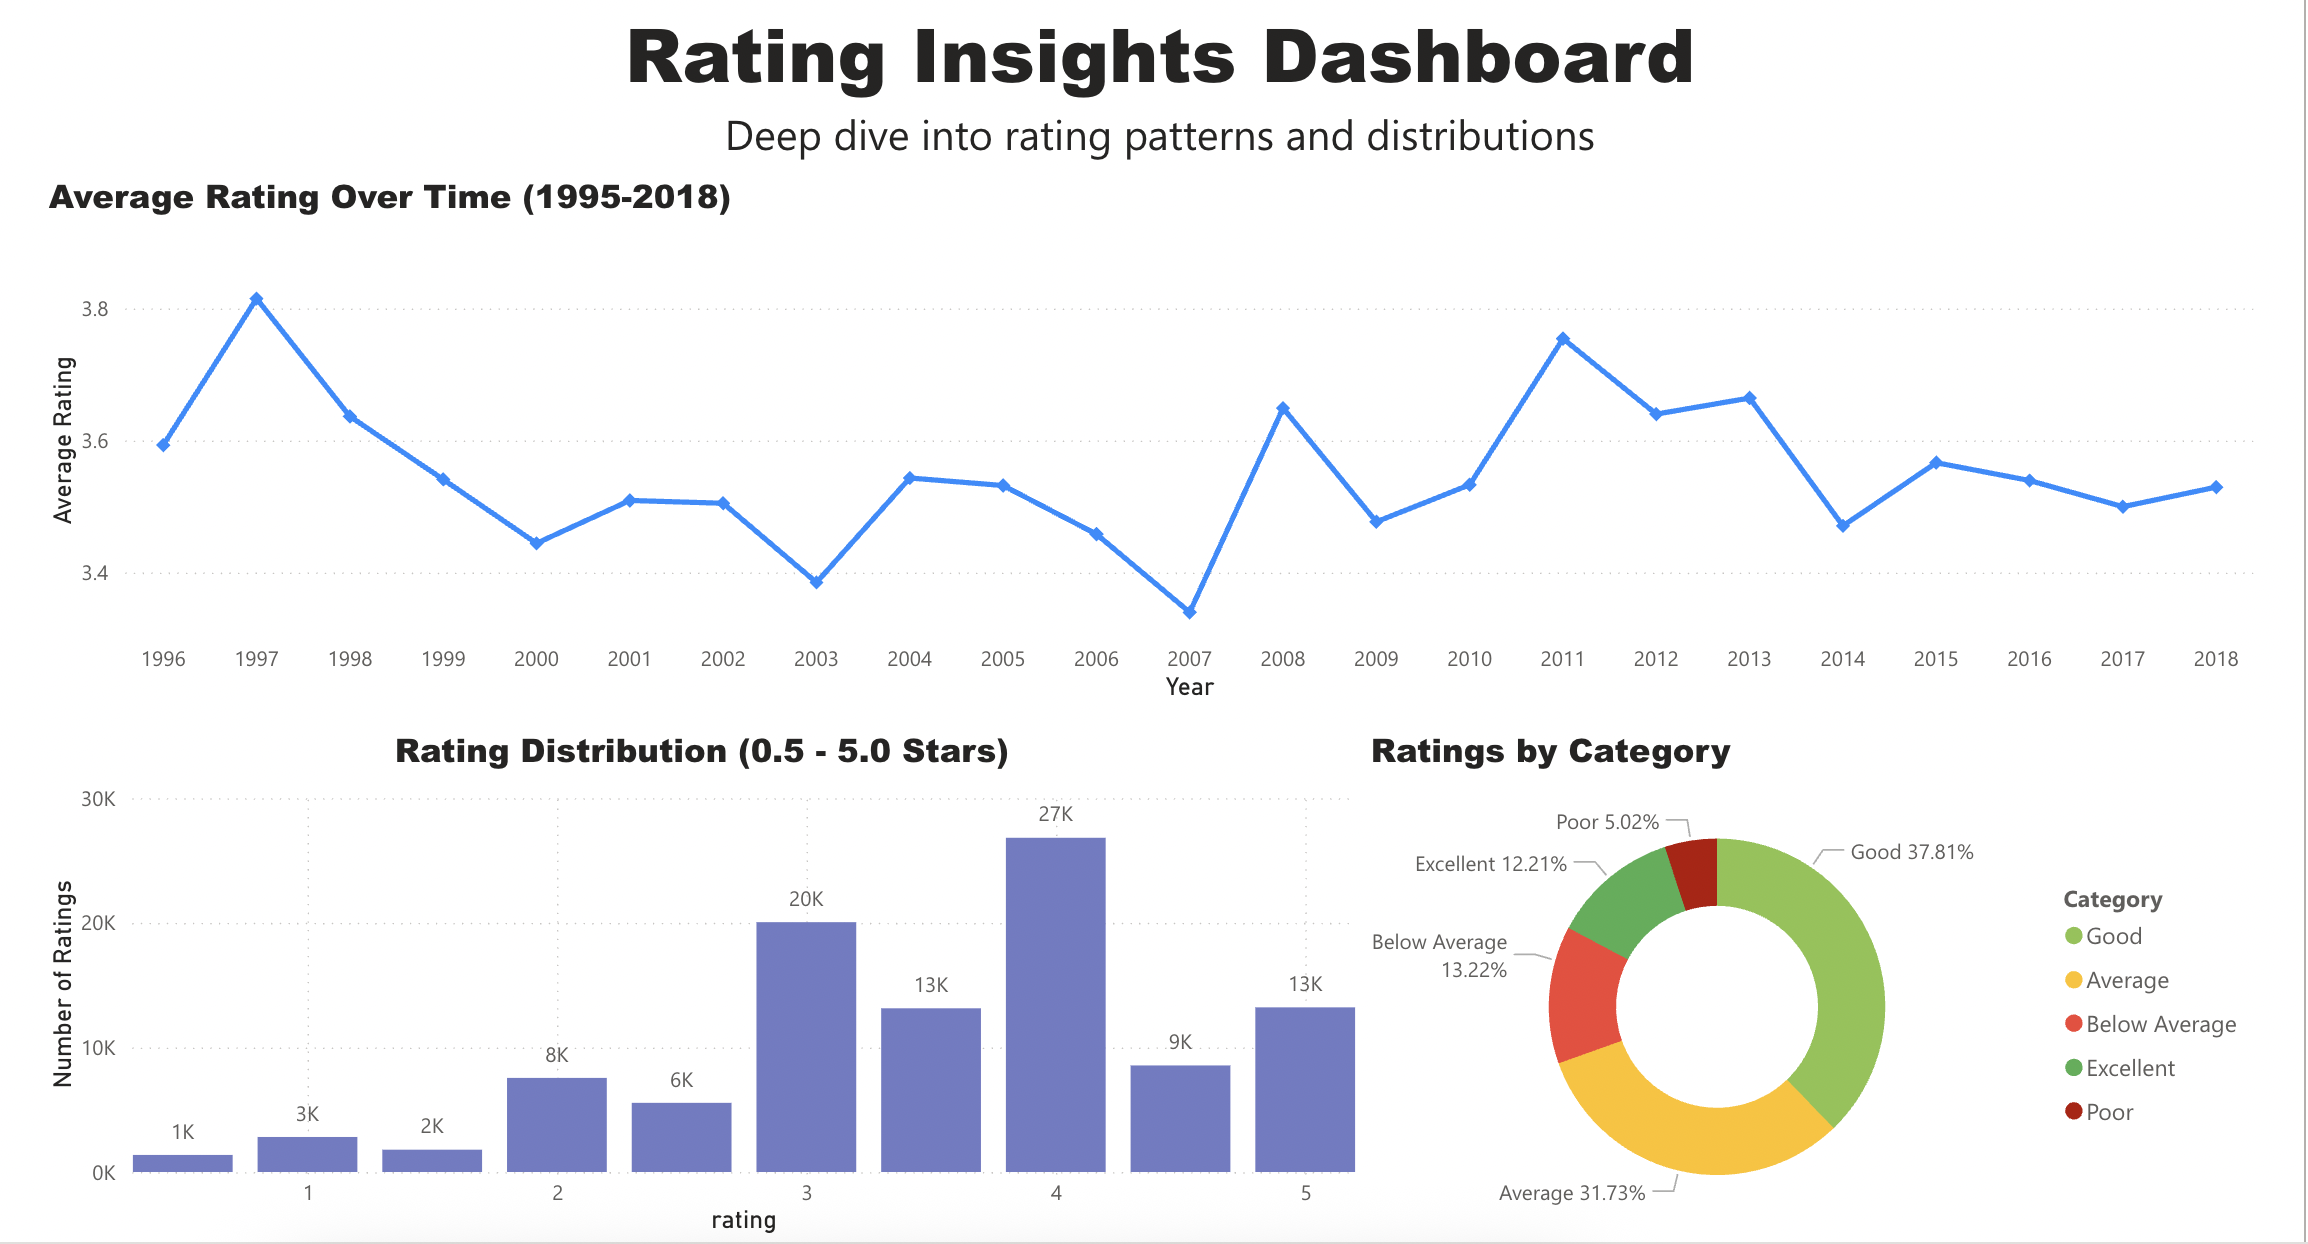 Rating Insights Dashboard
Deep dive into rating patterns and distributions
Average Rating Over Time (1995-2018)
Average Rating
3.8
3.6
3.4
1996 1997 1998 1999 2000 2001 2002 2003 2004 2005 2006 2007 2008 2009 2010 2011 2012 2013 2014 2015 2016 2017 2018
Year
Rating Distribution (0.5 - 5.0 Stars)
Number of Ratings
30K
20K
10K
0K
1K
3K
2K
8K
6K
20K
13K
27K
9K
13K
1 2 3 4 5
rating
Ratings by Category
Poor 5.02%
Good 37.81%
Excellent 12.21%
Below Average
13.22%
Average 31.73%
Category
Good
Average
Below Average
Excellent
Poor